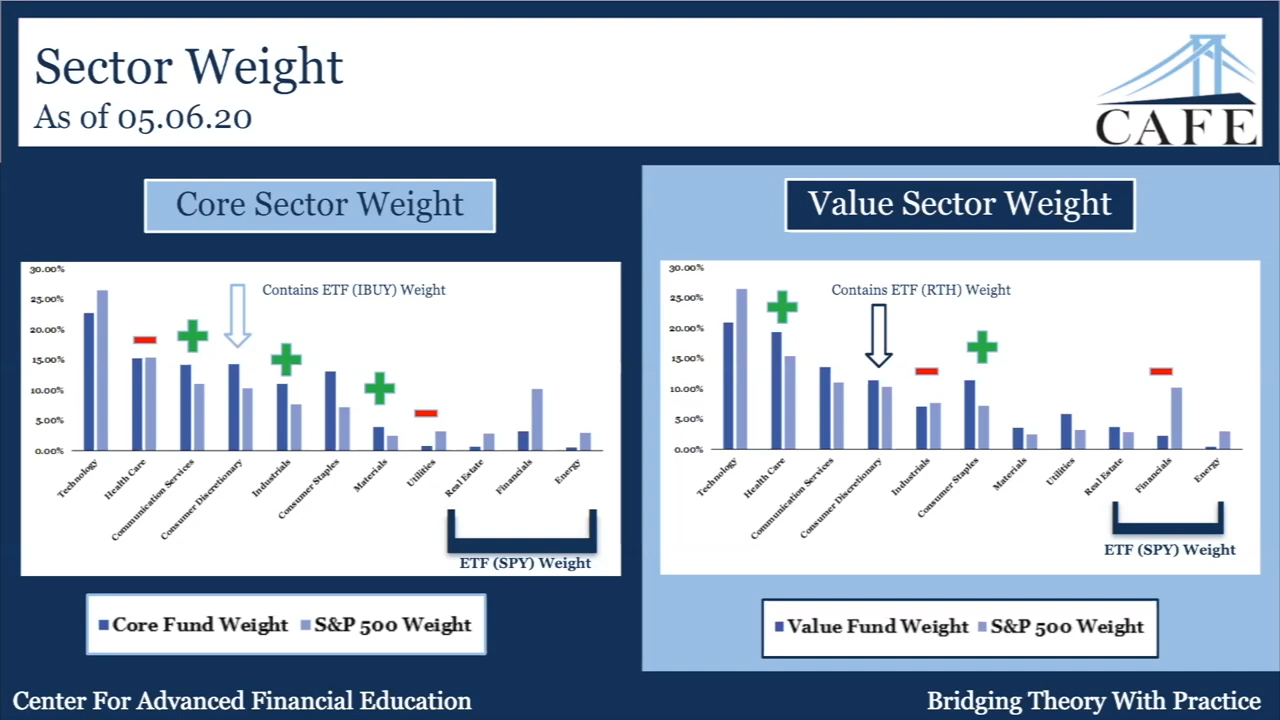 Sector Weight
As of 05.06.20
CAFE
Core Sector Weight
30.00%
25.00%
20.00%
15.00%
10.00%
5.00%
0.00%
Contains ETF (IBUY) Weight
Technology
Health Care
Communication Services
Consumer Discretionary
Industrials
Consumer Staples
Materials
Utilities
Real Estate
Financials
Energy
ETF (SPY) Weight
Core Fund Weight S&P 500 Weight
Value Sector Weight
30.00%
25.00%
20.00%
15.00%
10.00%
5.00%
0.00%
Contains ETF (RTH) Weight
Technology
Health Care
Communication Services
Consumer Discretionary
Industrials
Consumer Staples
Materials
Utilities
Real Estate
Financials
Energy
ETF (SPY) Weight
Value Fund Weight S&P 500 Weight
Center For Advanced Financial Education
Bridging Theory With Practice